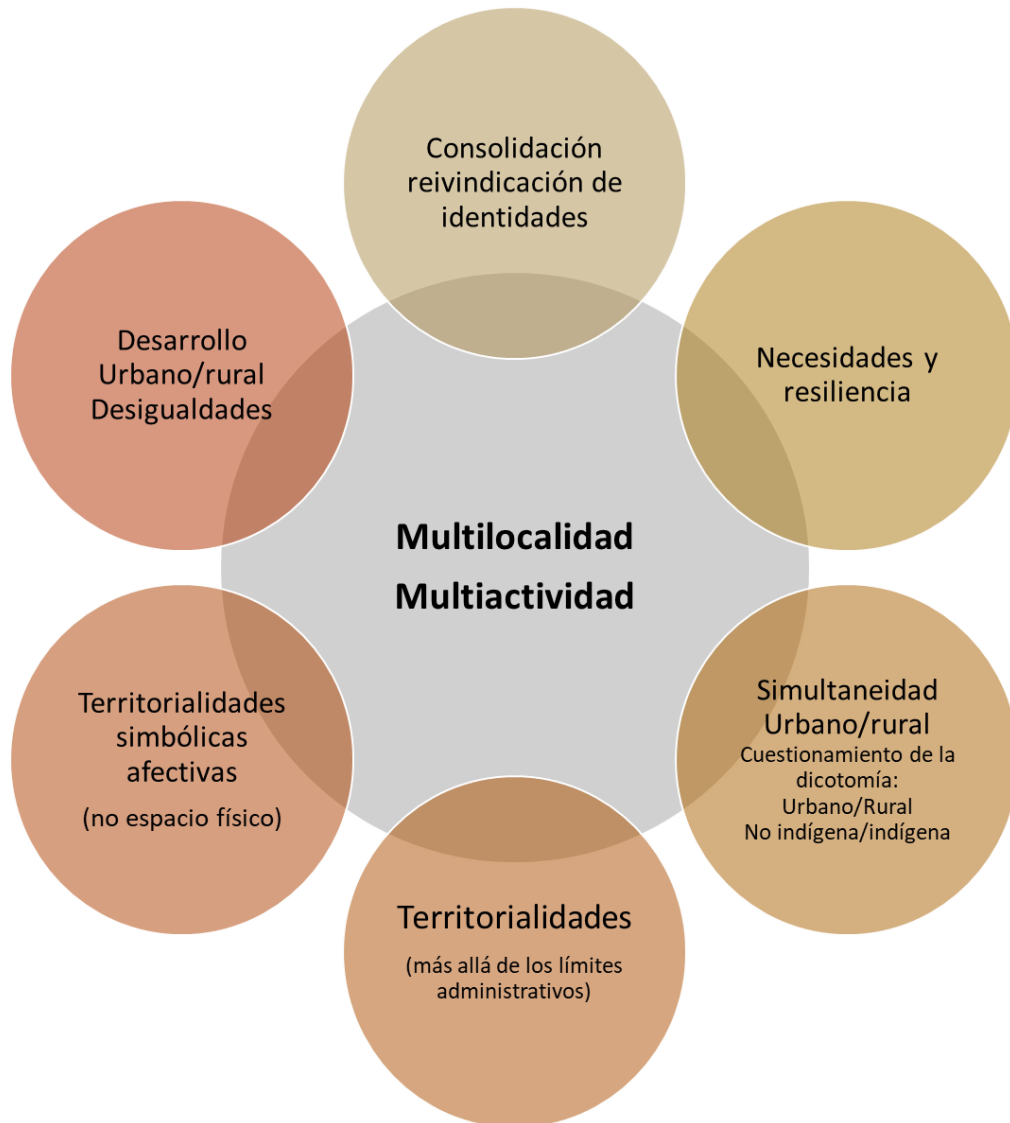 Consolidación
reivindicación de
identidades
Desarrollo
Urbano/rural
Desigualdades
Necesidades y
resiliencia
Multilocalidad
Multiactividad
Territorialidades
simbólicas
afectivas
(no espacio físico)
Simultaneidad
Urbano/rural
Cuestionamiento de la
dicotomía:
Urbano/Rural
No indígena/indígena
Territorialidades
(más allá de los límites
administrativos)